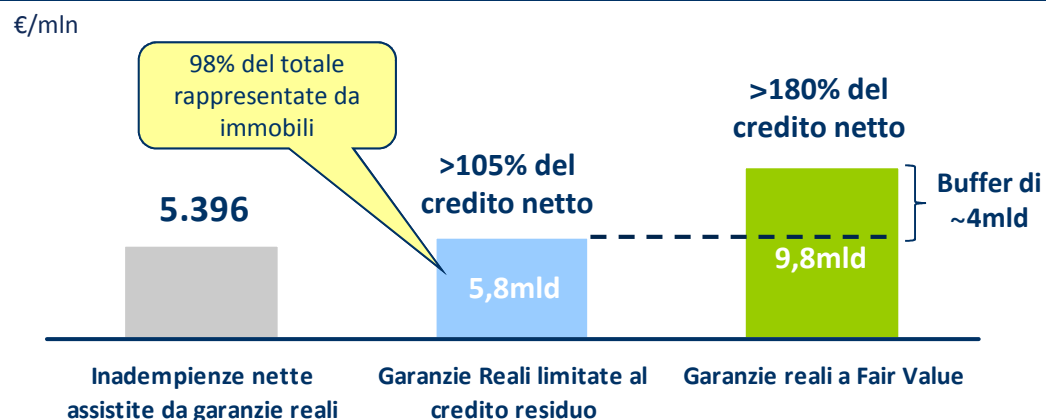 €/mln
98% del totale
rappresentate da
immobili
>180% del
credito netto
>105% del
credito netto
5.396
Buffer di
~4mld
9,8mld
5,8mld
Inadempienze nette
assistite da garanzie reali
Garanzie Reali limitate al
credito residuo
Garanzie reali a Fair Value